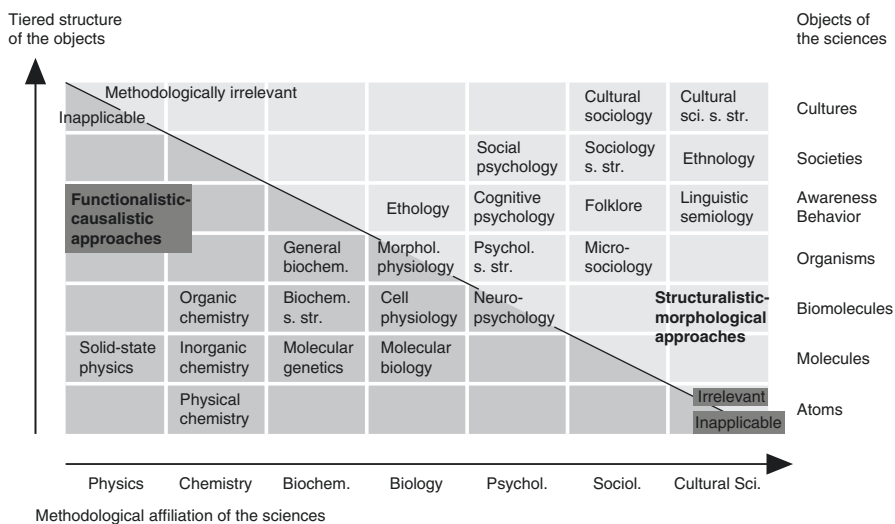 Tiered structure
of the objects
Objects of
the sciences
Methodologically irrelevant
Inapplicable
Cultural
sociology
Cultural
sci. s. str.
Cultures
Social
psychology
Sociology
s. str.
Ethnology
Societies
Functionalistic-
causalistic
approaches
Ethology
Cognitive
psychology
Folklore
Linguistic
semiology
Awareness
Behavior
General
biochem.
Morphol.
physiology
Psychol.
s. str.
Micro-
sociology
Organisms
Organic
chemistry
Biochem.
s. str.
Cell
physiology
Neuro-
psychology
Structuralistic-
morphological
approaches
Biomolecules
Solid-state
physics
Inorganic
chemistry
Molecular
genetics
Molecular
biology
Molecules
Physical
chemistry
Irrelevant
Inapplicable
Atoms
Physics
Chemistry
Biochem.
Biology
Psychol.
Sociol.
Cultural Sci.
Methodological affiliation of the sciences